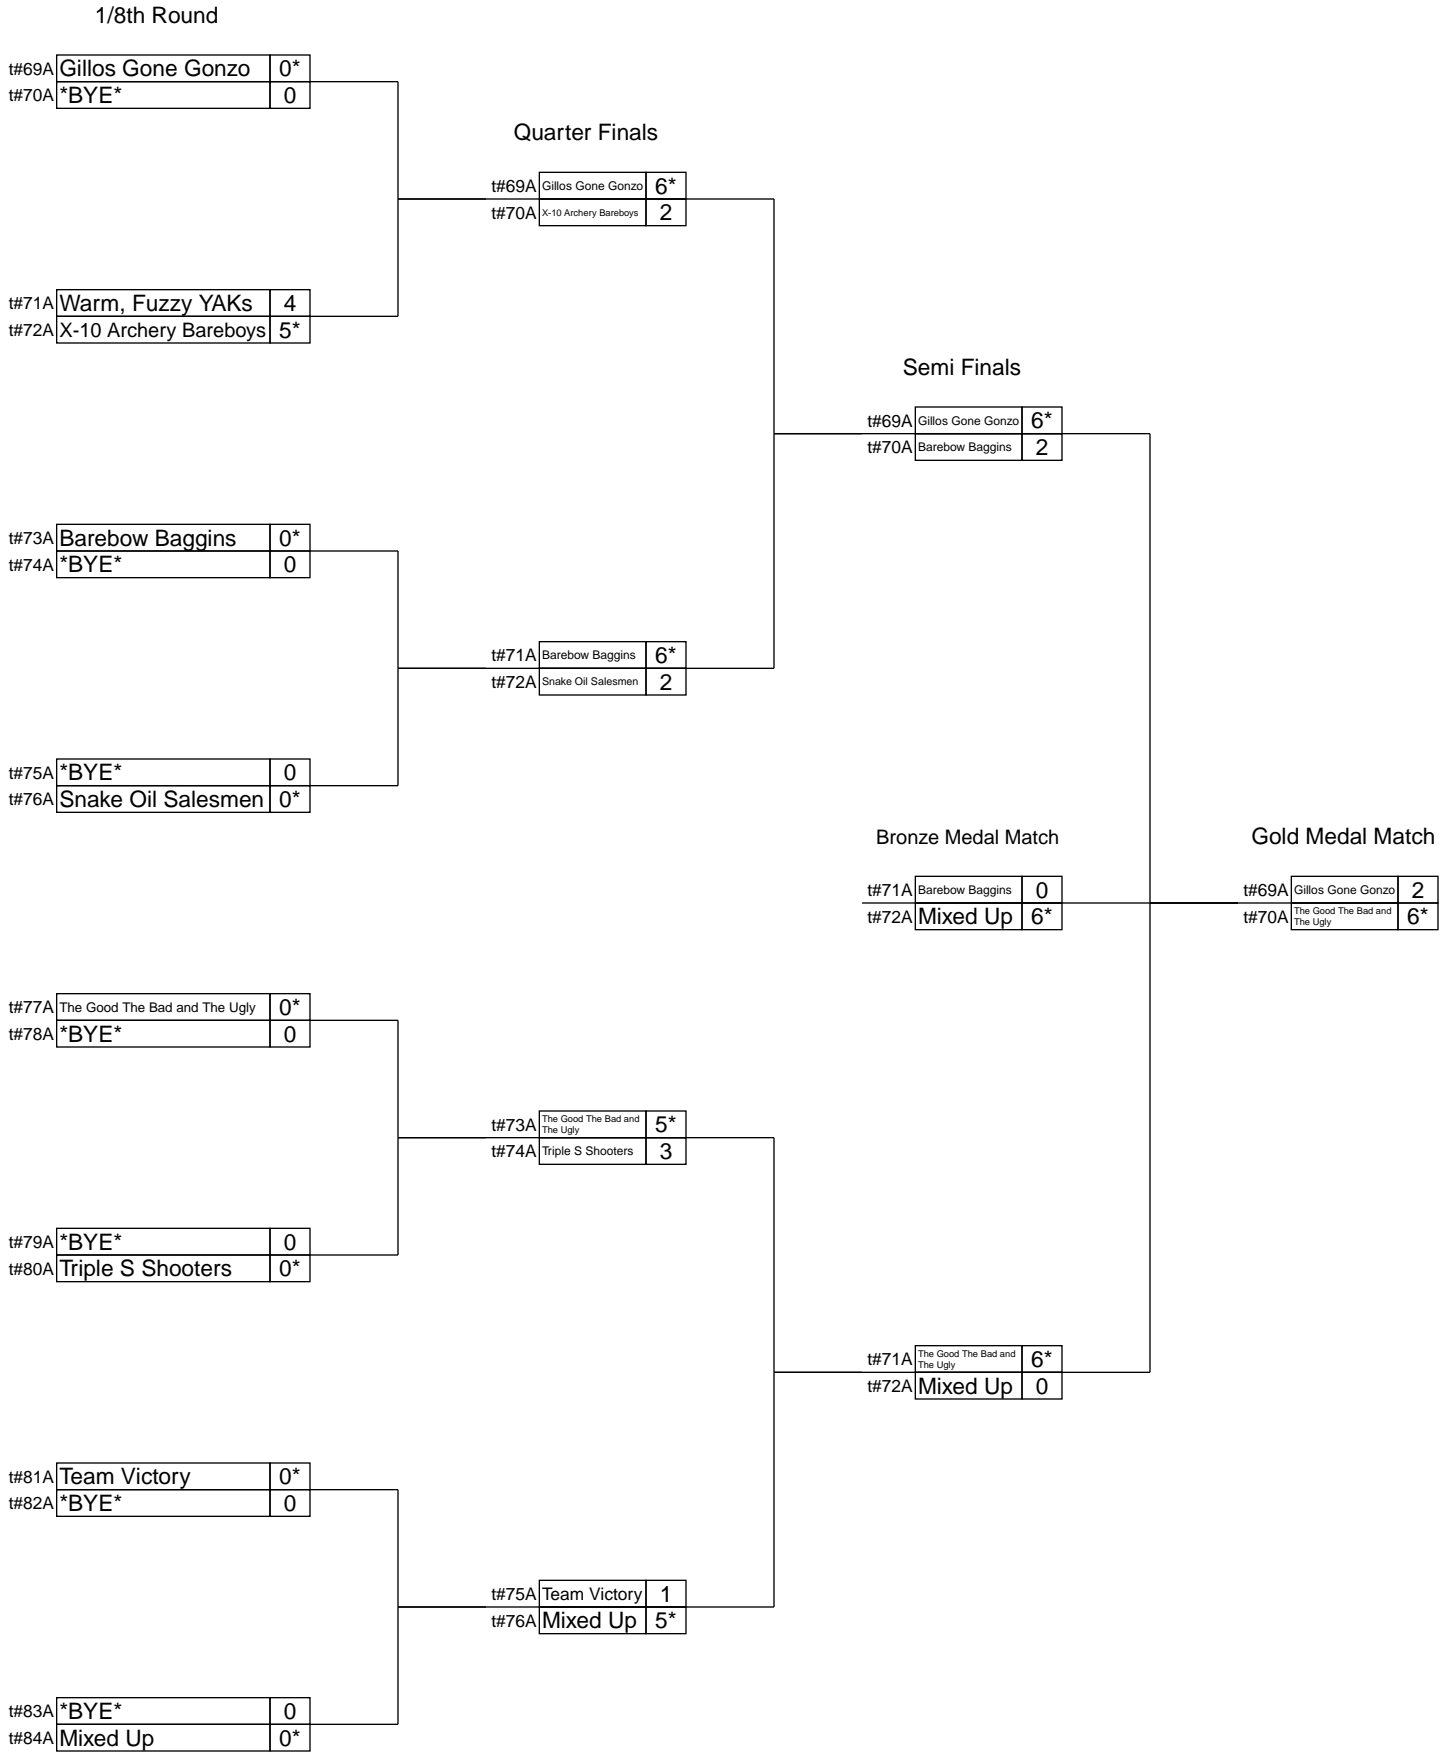 1/8th Round
t#69A Gillos Gone Gonzo 0*
t#70A *BYE* 0
Quarter Finals
t#69A Gillos Gone Gonzo 6*
t#70A X-10 Archery Bareboys 2
t#71A Warm, Fuzzy YAKs 4
t#72A X-10 Archery Bareboys 5*
Semi Finals
t#69A Gillos Gone Gonzo 6*
t#70A Barebow Baggins 2
t#73A Barebow Baggins 0*
t#74A *BYE* 0
t#71A Barebow Baggins 6*
t#72A Snake Oil Salesmen 2
t#75A *BYE* 0
t#76A Snake Oil Salesmen 0*
Bronze Medal Match
t#71A Barebow Baggins 0
t#72A Mixed Up 6*
Gold Medal Match
t#69A Gillos Gone Gonzo 2
t#70A The Good The Bad and
The Ugly 6*
t#77A The Good The Bad and The Ugly 0*
t#78A *BYE* 0
t#73A The Good The Bad and
The Ugly 5*
t#74A Triple S Shooters 3
t#79A *BYE* 0
t#80A Triple S Shooters 0*
t#71A The Good The Bad and
The Ugly 6*
t#72A Mixed Up 0
t#81A Team Victory 0*
t#82A *BYE* 0
t#75A Team Victory 1
t#76A Mixed Up 5*
t#83A *BYE* 0
t#84A Mixed Up 0*